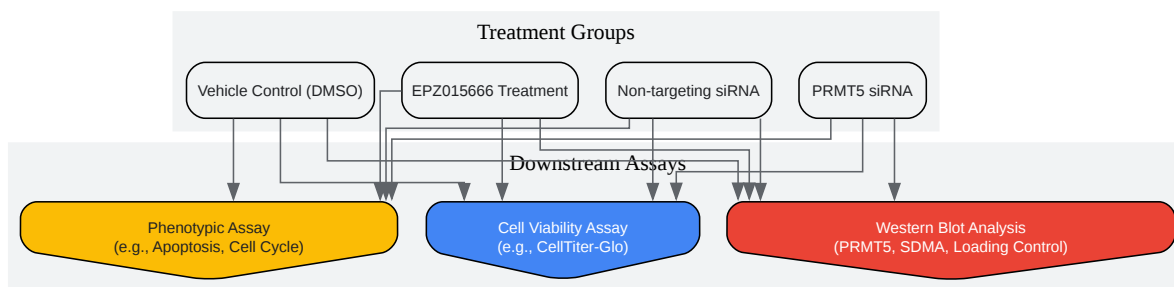 Treatment Groups
Vehicle Control (DMSO)
EPZ015666 Treatment
Non-targeting siRNA
PRMT5 siRNA
Downstream Assays
Phenotypic Assay
(e.g., Apoptosis, Cell Cycle)
Cell Viability Assay
(e.g., CellTiter-Glo)
Western Blot Analysis
(PRMT5, SDMA, Loading Control)